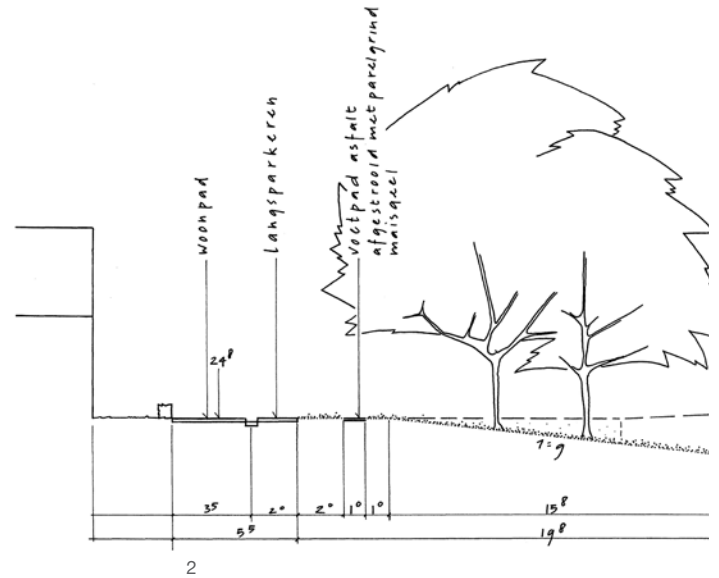 woonpad
langsparkeren
voetpad asfalt
afgestrooid met parelgrind
maisgeel
24⁸
1=9
3⁵ 2⁰ 2⁰ 1⁰ 1⁰ 15⁸
5⁵ 19⁸
2